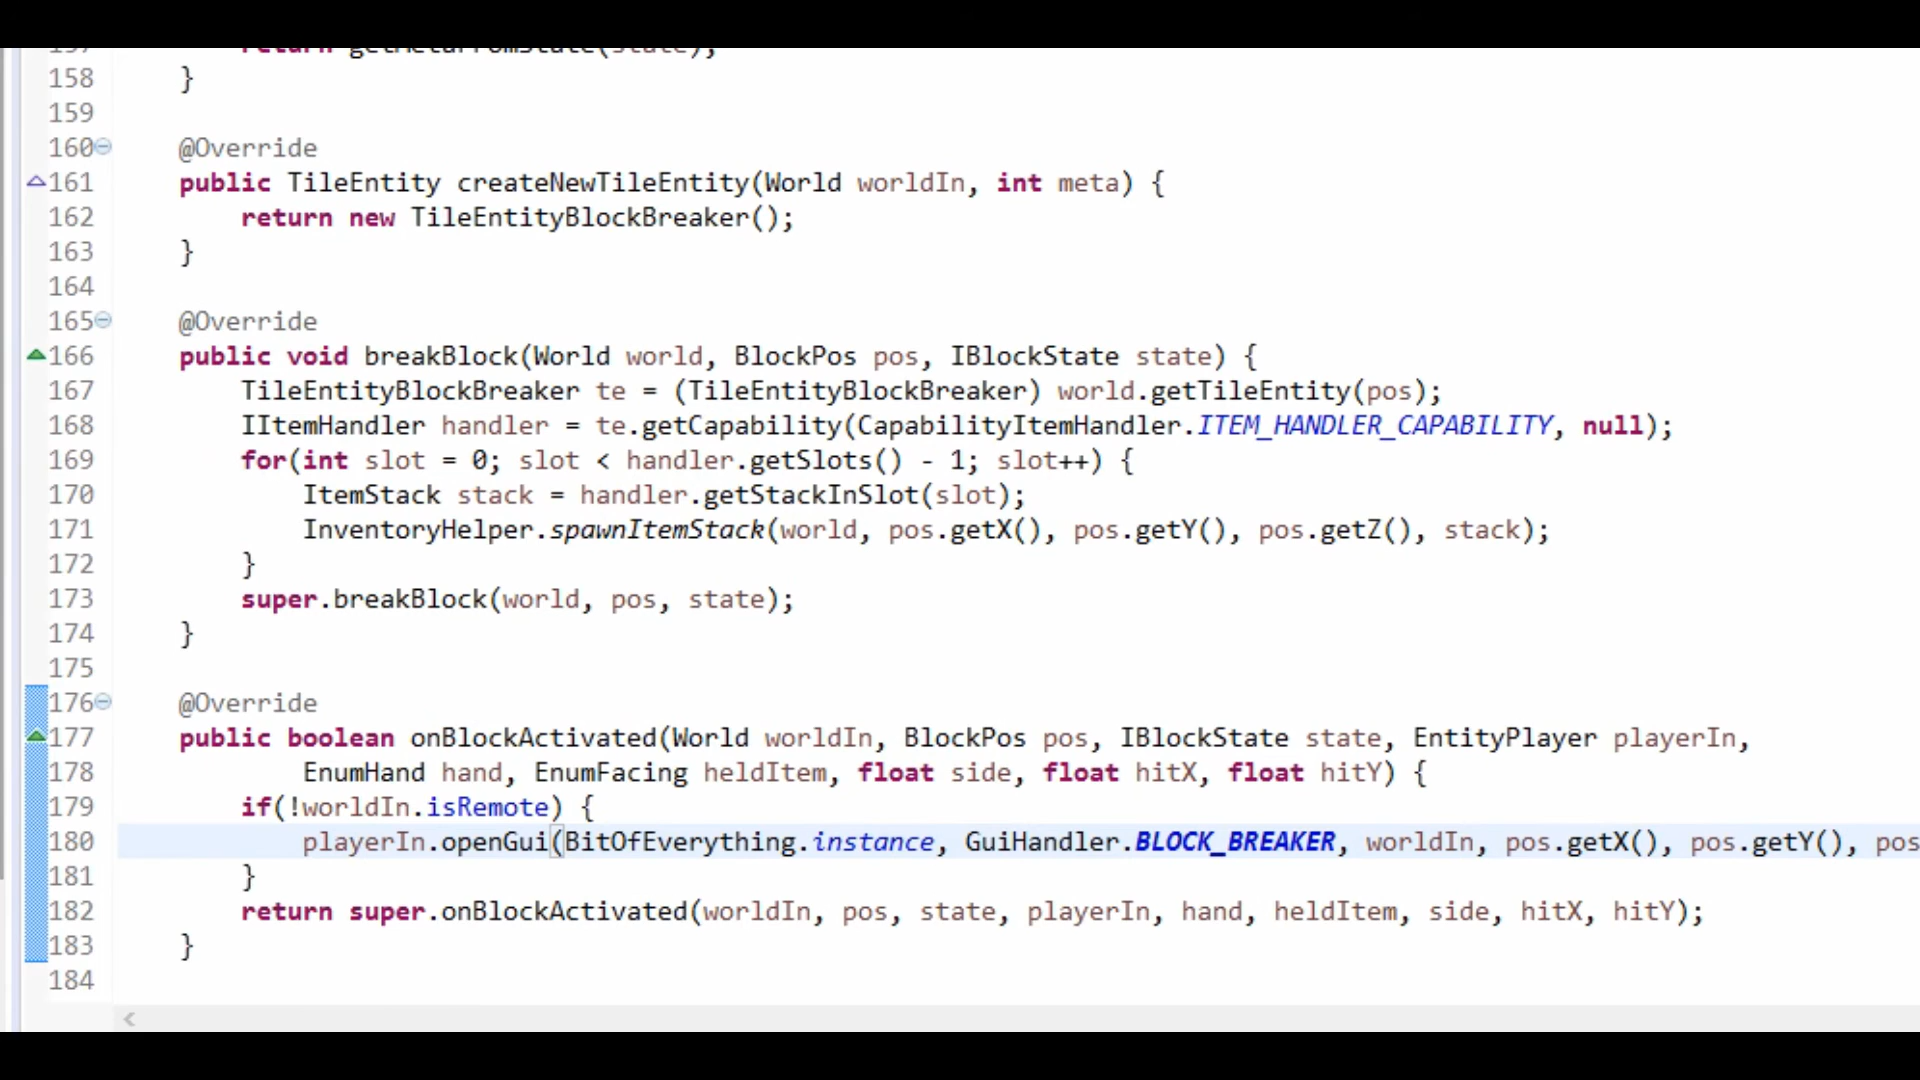 157 return getMetaFromState(state);
158 }
159
160 @Override
161 public TileEntity createNewTileEntity(World worldIn, int meta) {
162 return new TileEntityBlockBreaker();
163 }
164
165 @Override
166 public void breakBlock(World world, BlockPos pos, IBlockState state) {
167 TileEntityBlockBreaker te = (TileEntityBlockBreaker) world.getTileEntity(pos);
168 IItemHandler handler = te.getCapability(CapabilityItemHandler.ITEM_HANDLER_CAPABILITY, null);
169 for(int slot = 0; slot < handler.getSlots() - 1; slot++) {
170 ItemStack stack = handler.getStackInSlot(slot);
171 InventoryHelper.spawnItemStack(world, pos.getX(), pos.getY(), pos.getZ(), stack);
172 }
173 super.breakBlock(world, pos, state);
174 }
175
176 @Override
177 public boolean onBlockActivated(World worldIn, BlockPos pos, IBlockState state, EntityPlayer playerIn,
178 EnumHand hand, EnumFacing heldItem, float side, float hitX, float hitY) {
179 if(!worldIn.isRemote) {
180 playerIn.openGui(BitOfEverything.instance, GuiHandler.BLOCK_BREAKER, worldIn, pos.getX(), pos.getY(), pos
181 }
182 return super.onBlockActivated(worldIn, pos, state, playerIn, hand, heldItem, side, hitX, hitY);
183 }
184